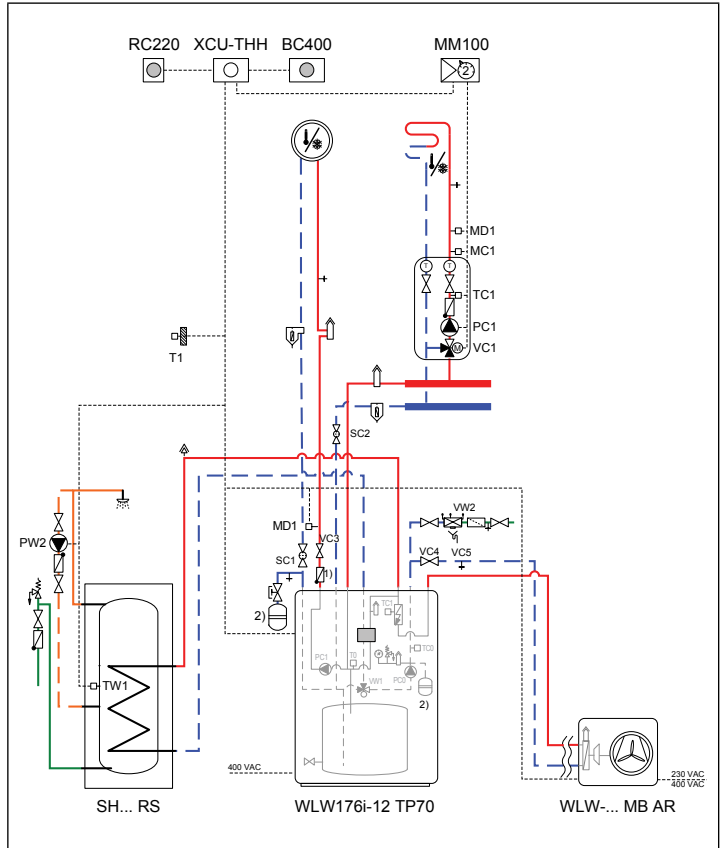 RC220 XCU-THH BC400 MM100
2
MD1
MC1
T T
TC1
PC1
M VC1
T1
SC2
MD1 VC3
VW2
PW2
SC1
VC4 VC5
1)
2)
TC1
TC0
PC1 T0
VW1 PC0
2)
TW1
400 VAC
230 VAC
400 VAC
SH... RS WLW176i-12 TP70 WLW-... MB AR